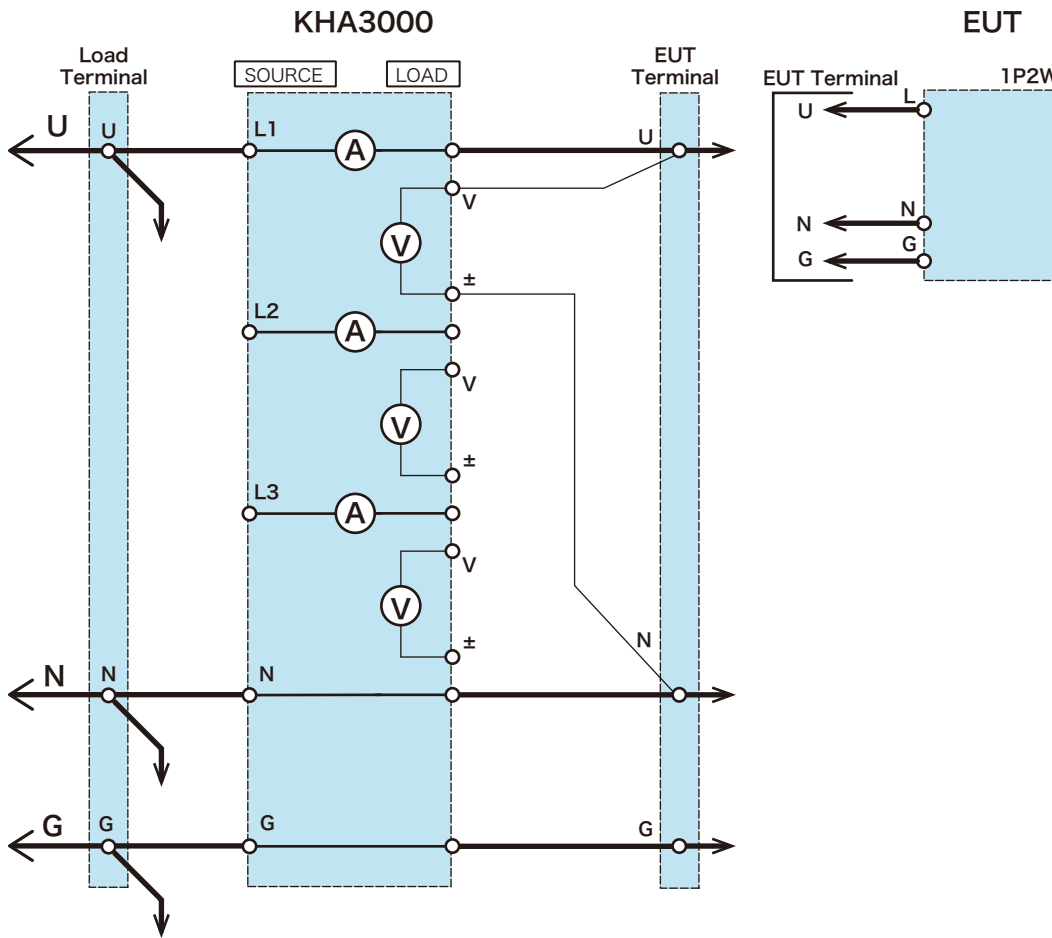 KHA3000
EUT
Load
Terminal
SOURCE
LOAD
EUT
Terminal
EUT Terminal
1P2W
U
U
L1
A
U
V
V
±
L2
A
V
V
±
L3
A
V
V
±
N
N
N
N
G
G
G
G
U
L
N
N
G
G